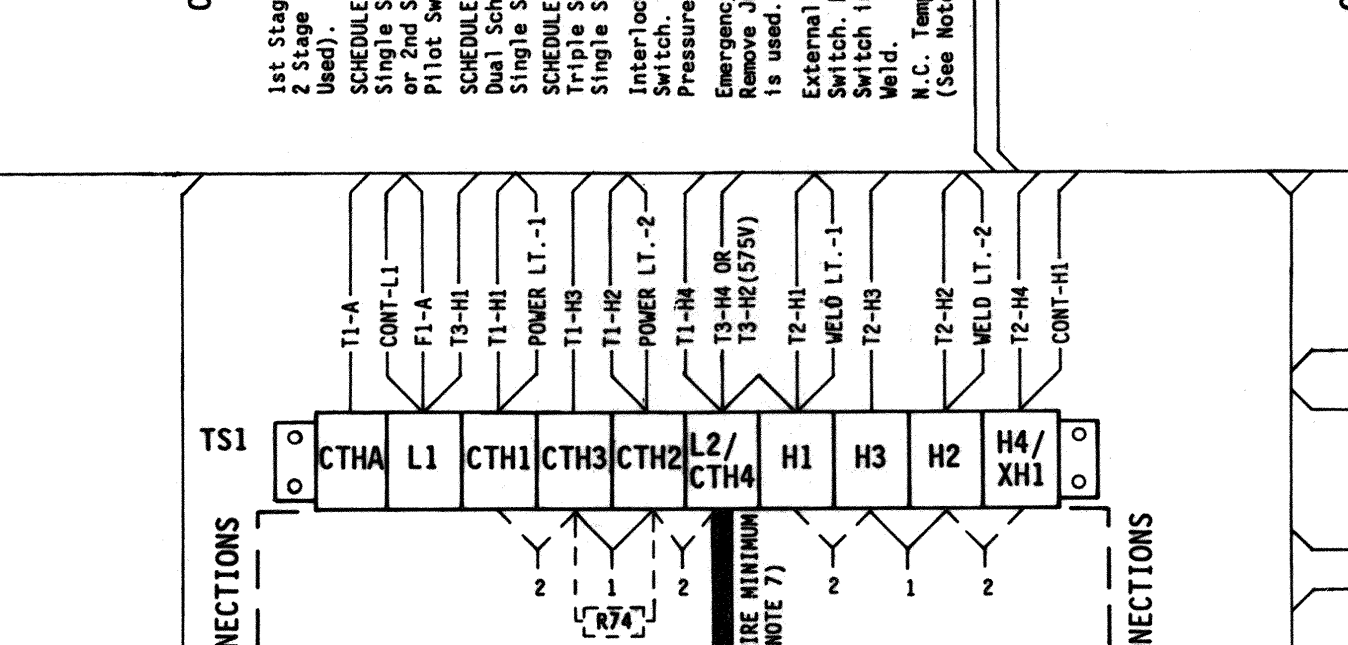 1st Stag
2 Stage
Used).
SCHEDULE
Single S
or 2nd S
Pilot Sw
SCHEDULE
Dual Sch
Single S
SCHEDULE
Triple S
Single S
Interloc
Switch.
Pressure
Emergenc
Remove J
is used.
External
Switch.
Switch i
Weld.
N.C. Temp
(See Note
T1-A
CONT-L1
F1-A
T3-H1
T1-H1
POWER LT.-1
T1-H3
T1-H2
POWER LT.-2
T1-H4
T3-H4 OR
T3-H2(575V)
T2-H1
WELD LT.-1
T2-H3
T2-H2
WELD LT.-2
T2-H4
CONT-H1
TS1
CTHA
L1
CTH1
CTH3
CTH2
L2/
CTH4
H1
H3
H2
H4/
XH1
2
1
2
2
1
2
R74
NECTIONS
IRE MINIMUM
NOTE 7)
NECTIONS